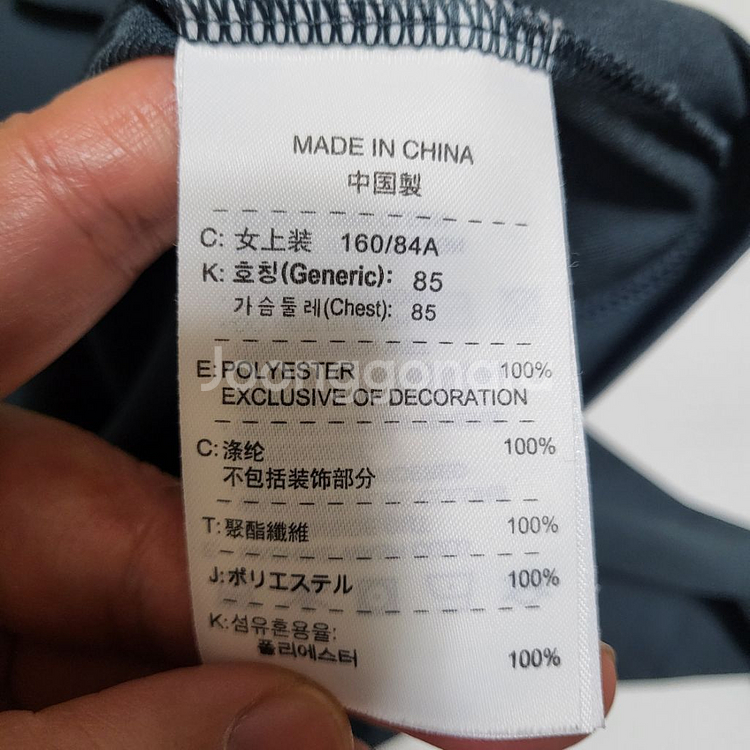 MADE IN CHINA
中国製
C: 女上装 160/84A
K: 호칭(Generic): 85
가슴둘레(Chest): 85
E: POLYESTER 100%
EXCLUSIVE OF DECORATION
C: 涤纶 100%
不包括装饰部分
T: 聚酯纖維 100%
J: ポリエステル 100%
K: 섬유혼용율:
폴리에스터 100%